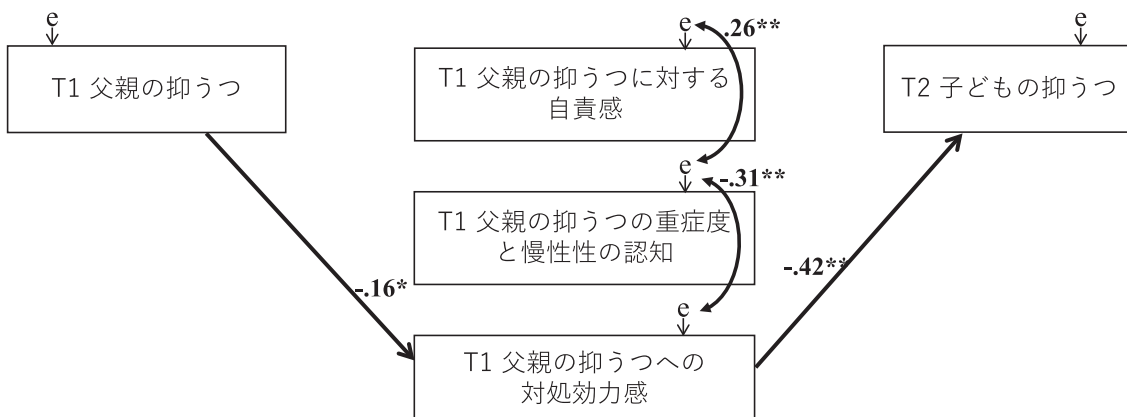 e
T1 父親の抑うつ
e
.26**
T1 父親の抑うつに対する
自責感
e
T2 子どもの抑うつ
e
-.31**
T1 父親の抑うつの重症度
と慢性性の認知
-.16*
-.42**
e
T1 父親の抑うつへの
対処効力感